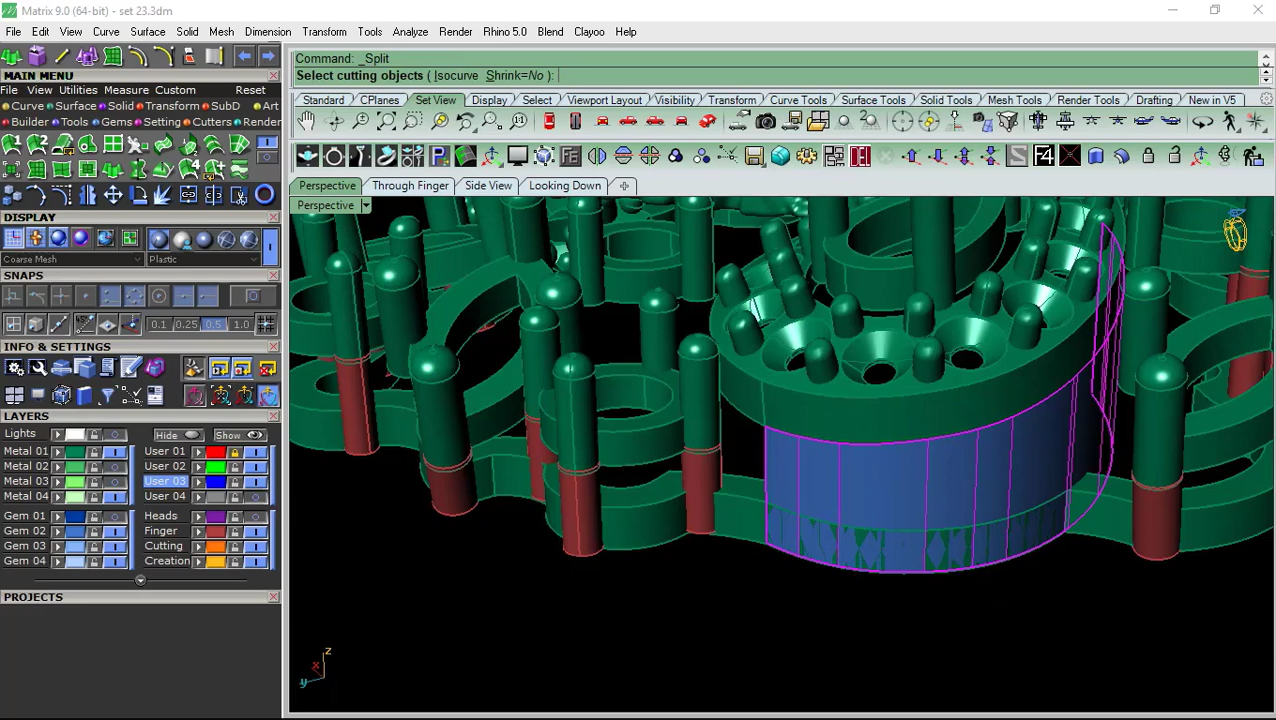 Matrix 9.0 (64-bit) - set 23.3dm
File Edit View Curve Surface Solid Mesh Dimension Transform Tools Analyze Render Rhino 5.0 Blend Clayoo Help
Command: _Split
Select cutting objects ( Isocurve Shrink=No ):
MAIN MENU
File View Utilities Measure Custom Reset
Curve Surface Solid Transform SubD Art
Builder Tools Gems Setting Cutters Render
Standard CPlanes Set View Display Select Viewport Layout Visibility Transform Curve Tools Surface Tools Solid Tools Mesh Tools Render Tools Drafting New in V5
Perspective Through Finger Side View Looking Down
Perspective
DISPLAY
Coarse Mesh Plastic
SNAPS
0.1 0.25 0.5 1.0
INFO & SETTINGS
LAYERS
Lights Hide Show
Metal 01 User 01
Metal 02 User 02
Metal 03 User 03
Metal 04 User 04
Gem 01 Heads
Gem 02 Finger
Gem 03 Cutting
Gem 04 Creation
PROJECTS
z
x
y